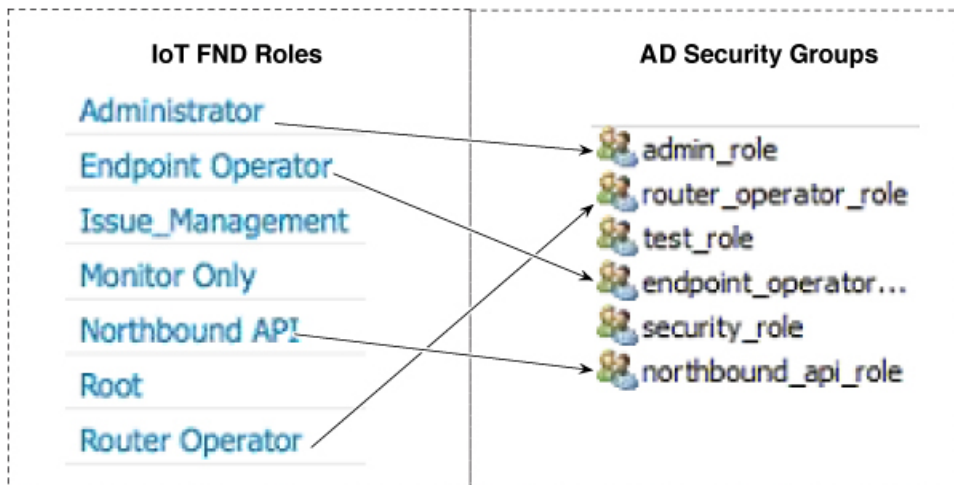 IoT FND Roles
Administrator
Endpoint Operator
Issue_Management
Monitor Only
Northbound API
Root
Router Operator
AD Security Groups
admin_role
router_operator_role
test_role
endpoint_operator...
security_role
northbound_api_role